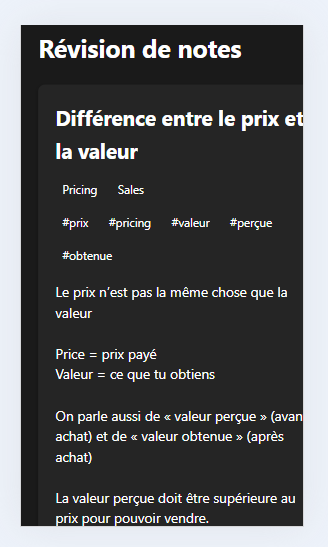 Révision de notes
Différence entre le prix et
la valeur
Pricing Sales
#prix #pricing #valeur #perçue
#obtenue
Le prix n’est pas la même chose que la
valeur
Price = prix payé
Valeur = ce que tu obtiens
On parle aussi de « valeur perçue » (avan
achat) et de « valeur obtenue » (après
achat)
La valeur perçue doit être supérieure au
prix pour pouvoir vendre.